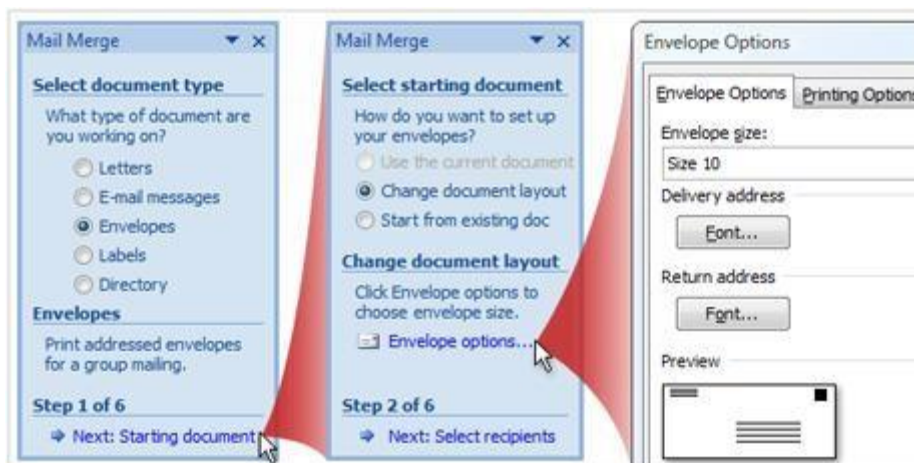 Mail Merge
Select document type
What type of document are
you working on?
Letters
E-mail messages
Envelopes
Labels
Directory
Envelopes
Print addressed envelopes
for a group mailing.
Step 1 of 6
Next: Starting document
Mail Merge
Select starting document
How do you want to set up
your envelopes?
Use the current document
Change document layout
Start from existing doc
Change document layout
Click Envelope options to
choose envelope size.
Envelope options...
Step 2 of 6
Next: Select recipients
Envelope Options
Envelope Options Printing Options
Envelope size:
Size 10
Delivery address
Font...
Return address
Font...
Preview